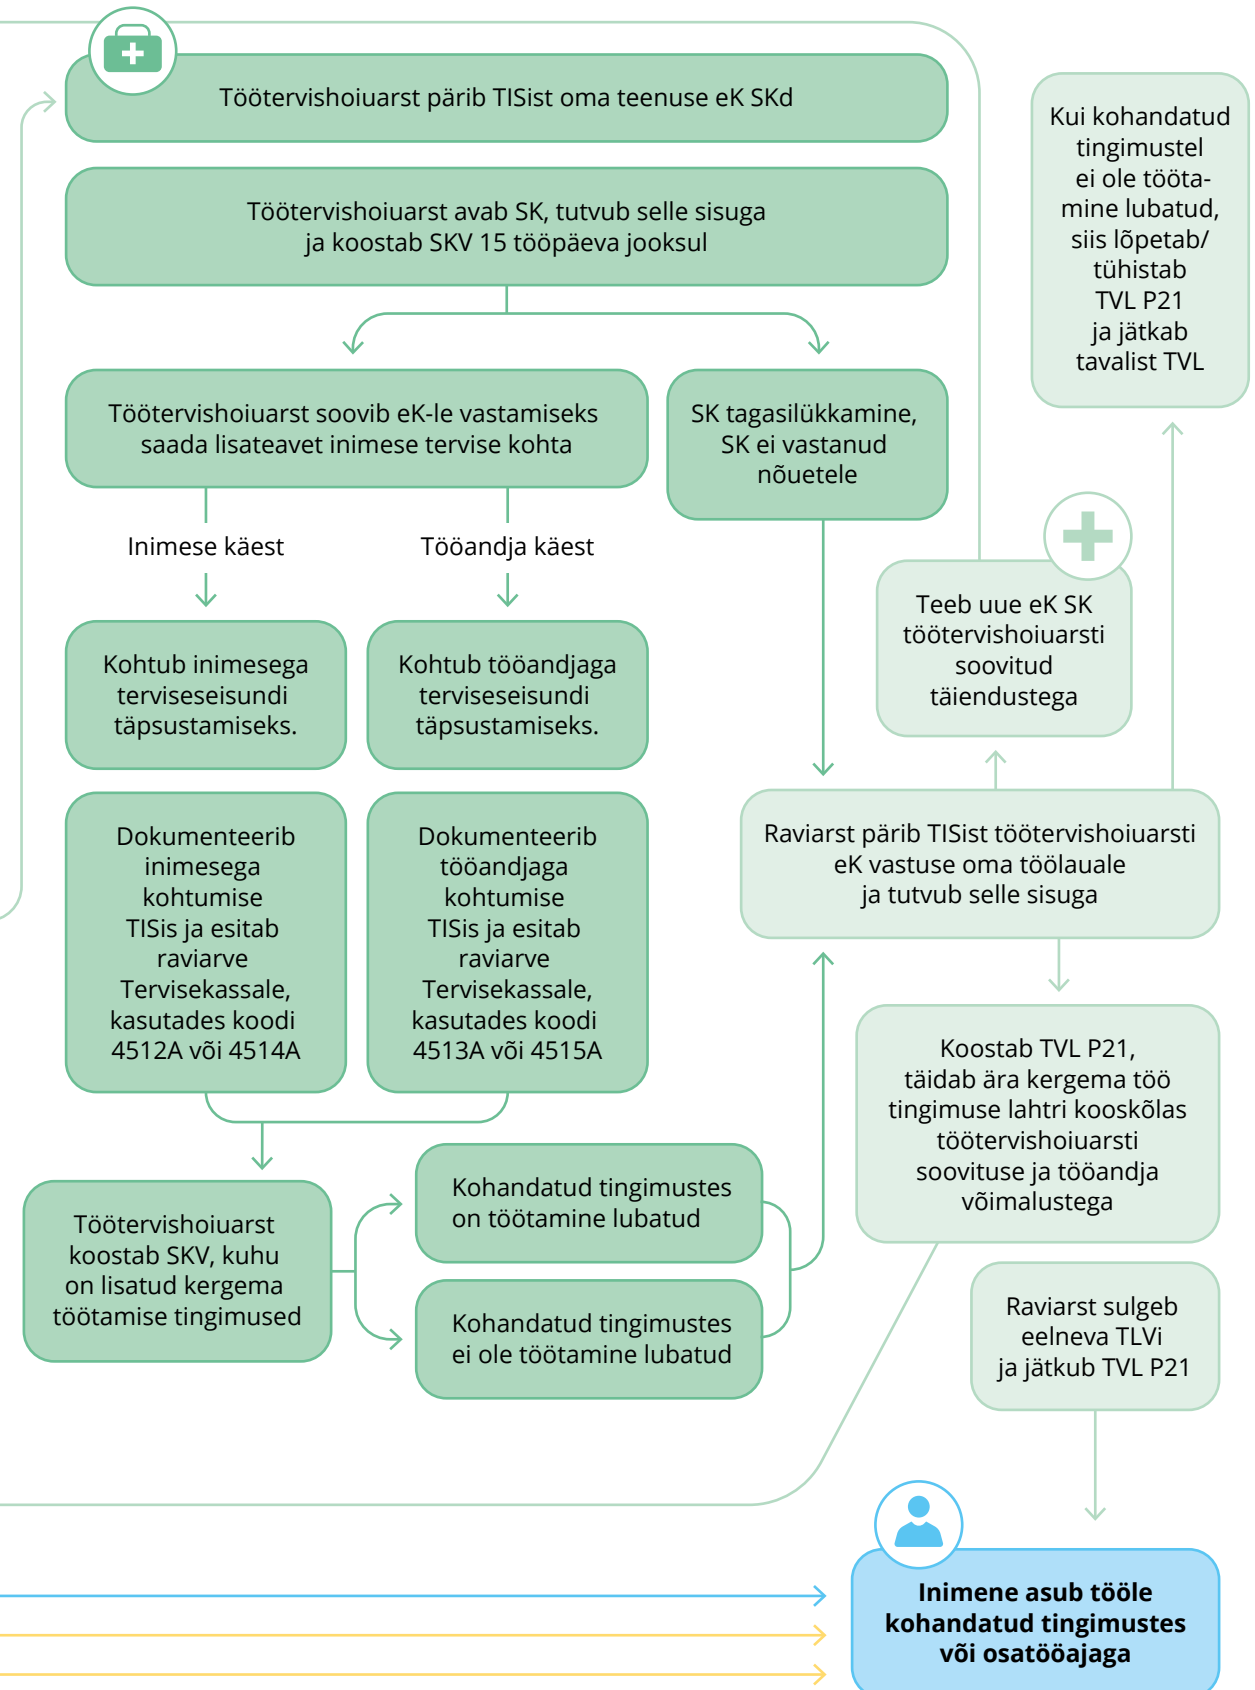 Töötervishoiuarst pärib TISist oma teenuse eK SKd
Töötervishoiuarst avab SK, tutvub selle sisuga
ja koostab SKV 15 tööpäeva jooksul
Töötervishoiuarst soovib eK-le vastamiseks
saada lisateavet inimese tervise kohta
SK tagasilükkamine,
SK ei vastanud
nõuetele
Inimese käest
Tööandja käest
Kohtub inimesega
terviseseisundi
täpsustamiseks.
Kohtub tööandjaga
terviseseisundi
täpsustamiseks.
Dokumenteerib
inimesega
kohtumise
TISis ja esitab
raviarve
Tervisekassale,
kasutades koodi
4512A või 4514A
Dokumenteerib
tööandjaga
kohtumise
TISis ja esitab
raviarve
Tervisekassale,
kasutades koodi
4513A või 4515A
Töötervishoiuarst
koostab SKV, kuhu
on lisatud kergema
töötamise tingimused
Kohandatud tingimustes
on töötamine lubatud
Kohandatud tingimustes
ei ole töötamine lubatud
Raviarst pärib TISist töötervishoiuarsti
eK vastuse oma töölauale
ja tutvub selle sisuga
Teeb uue eK SK
töötervishoiuarsti
soovitud
täiendustega
Kui kohandatud
tingimustel
ei ole tööta-
mine lubatud,
siis lõpetab/
tühistab
TVL P21
ja jätkab
tavalist TVL
Koostab TVL P21,
täidab ära kergema töö
tingimuse lahtri kooskõlas
töötervishoiuarsti
soovituse ja tööandja
võimalustega
Raviarst sulgeb
eelneva TLVi
ja jätkub TVL P21
Inimene asub tööle
kohandatud tingimustes
või osatööajaga